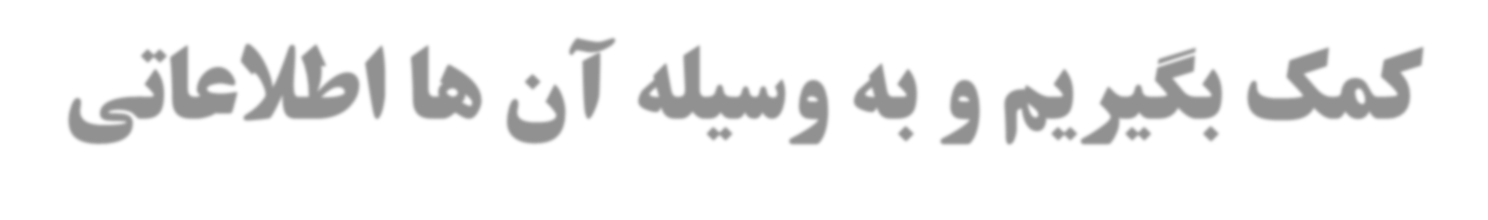 کمک بگیریم و به وسیله آن ها اطلاعاتی